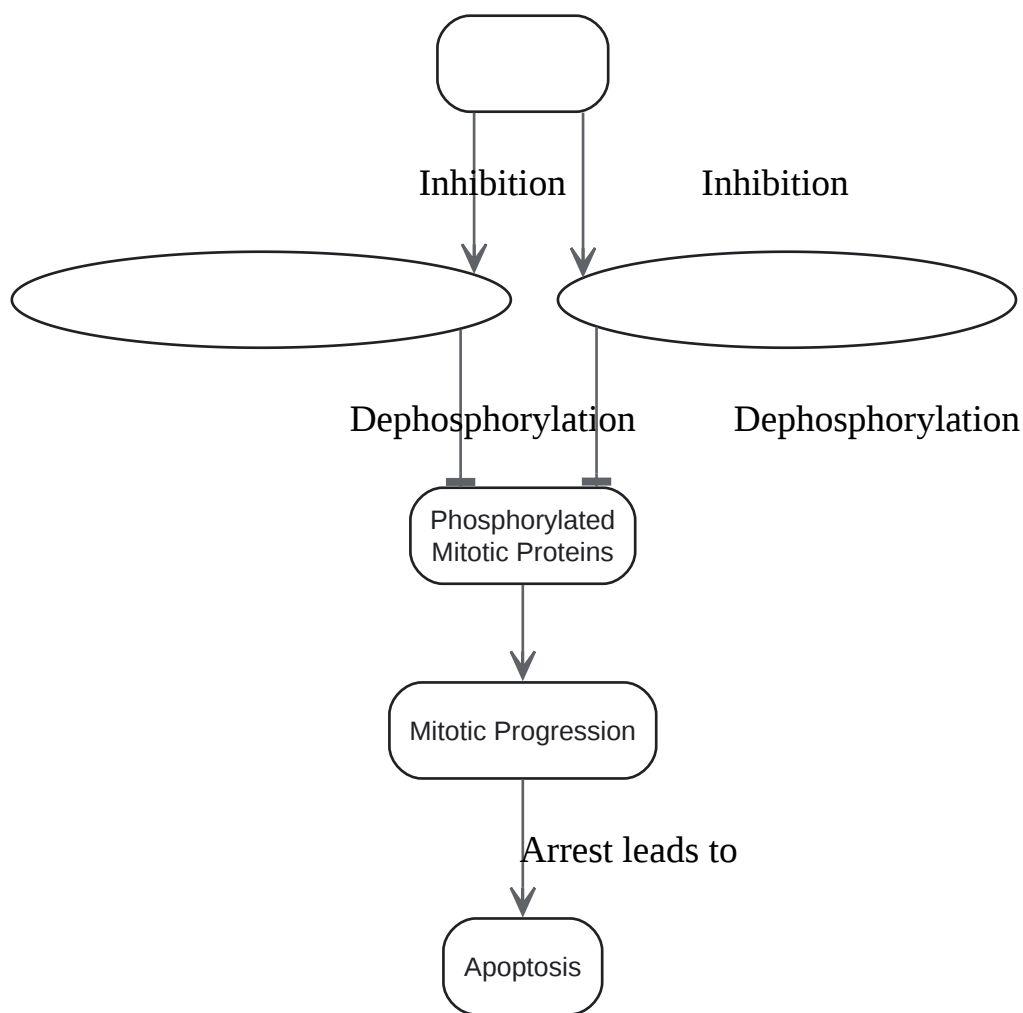 Inhibition
Inhibition
Dephosphorylation
Dephosphorylation
Phosphorylated
Mitotic Proteins
Mitotic Progression
Arrest leads to
Apoptosis